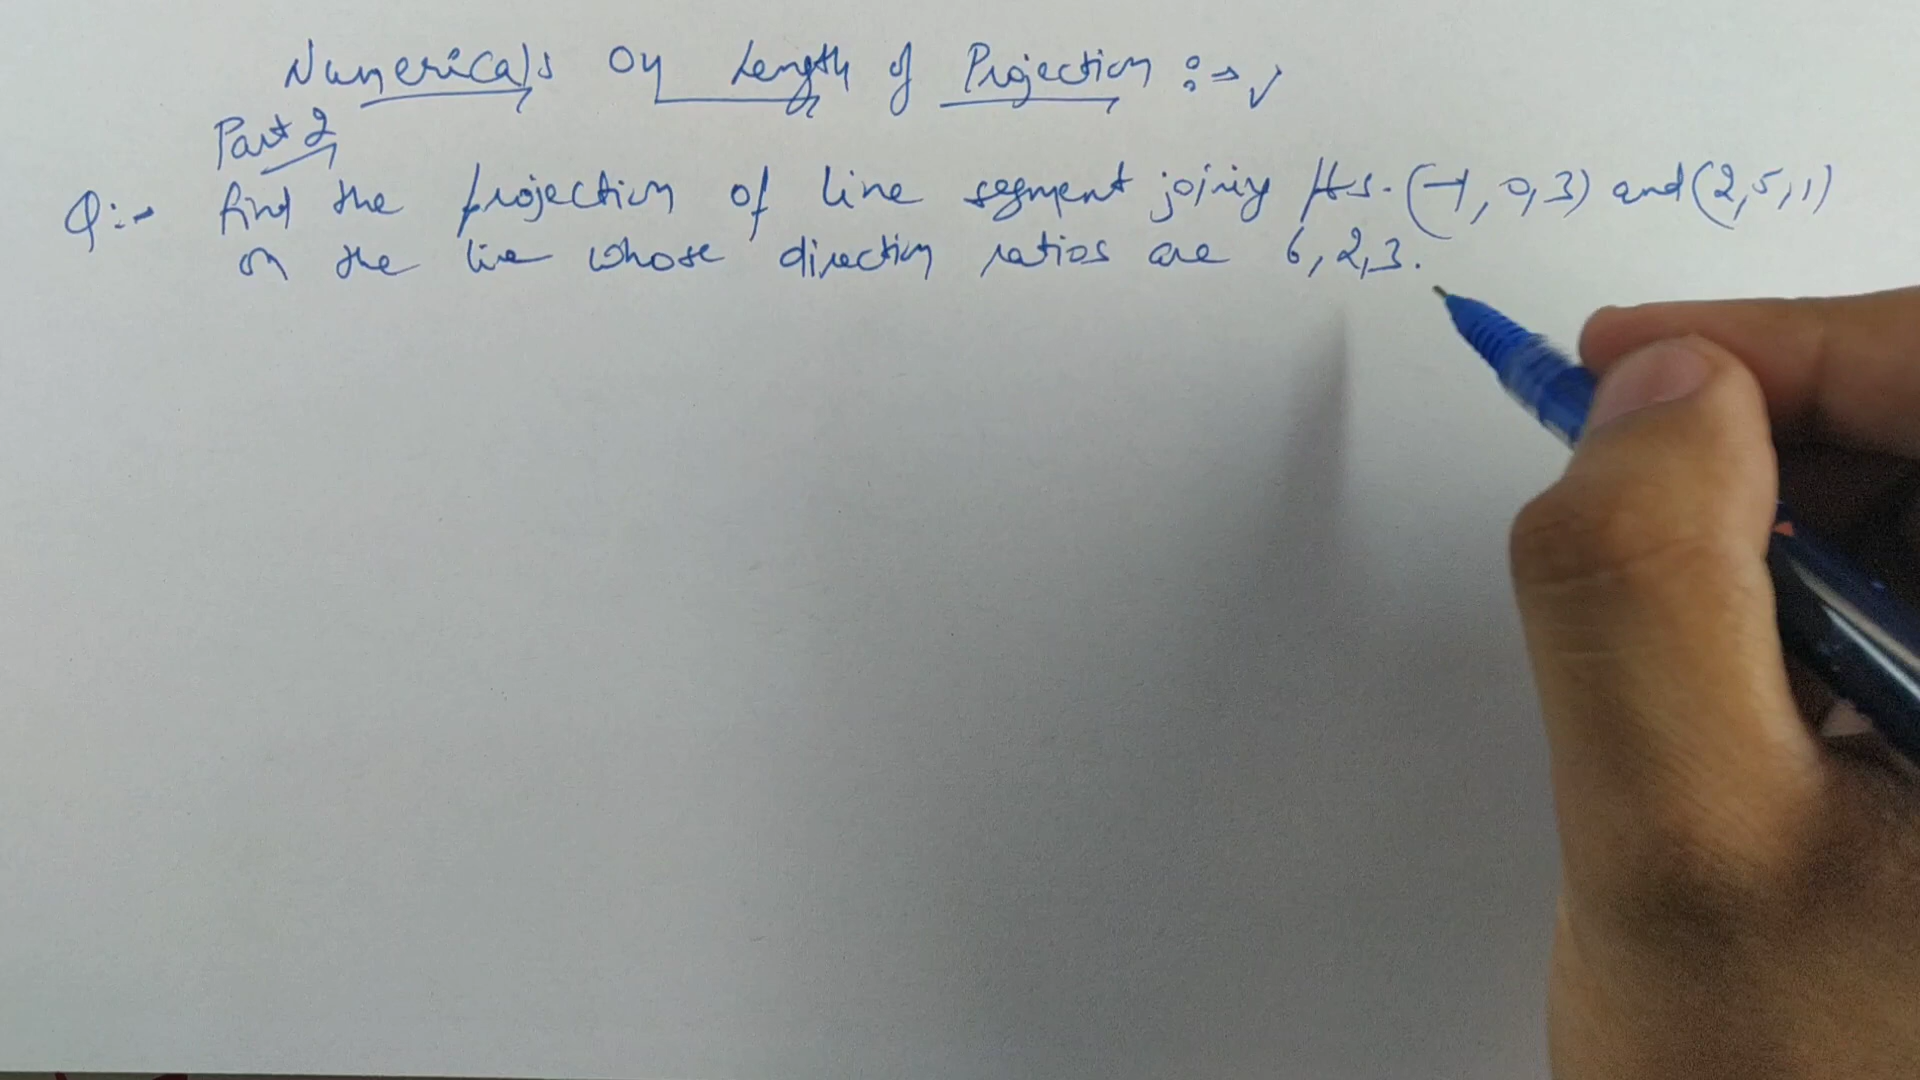 Numericals On Length of Projection :→ ✓
Part 2
Q:- find the projection of line segment joining pts. (-1, 0, 3) and (2, 5, 1)
on the line whose direction ratios are 6, 2, 3.